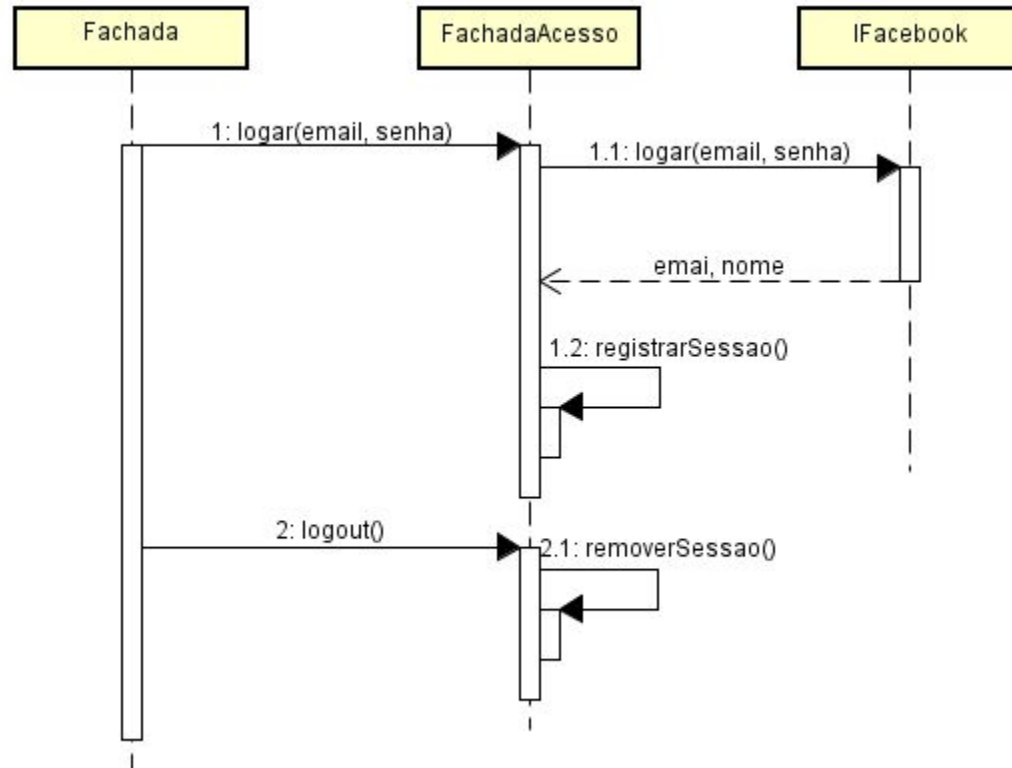 Fachada
FachadaAcesso
IFacebook
1: logar(email, senha)
1.1: logar(email, senha)
emai, nome
1.2: registrarSessao()
2: logout()
2.1: removerSessao()